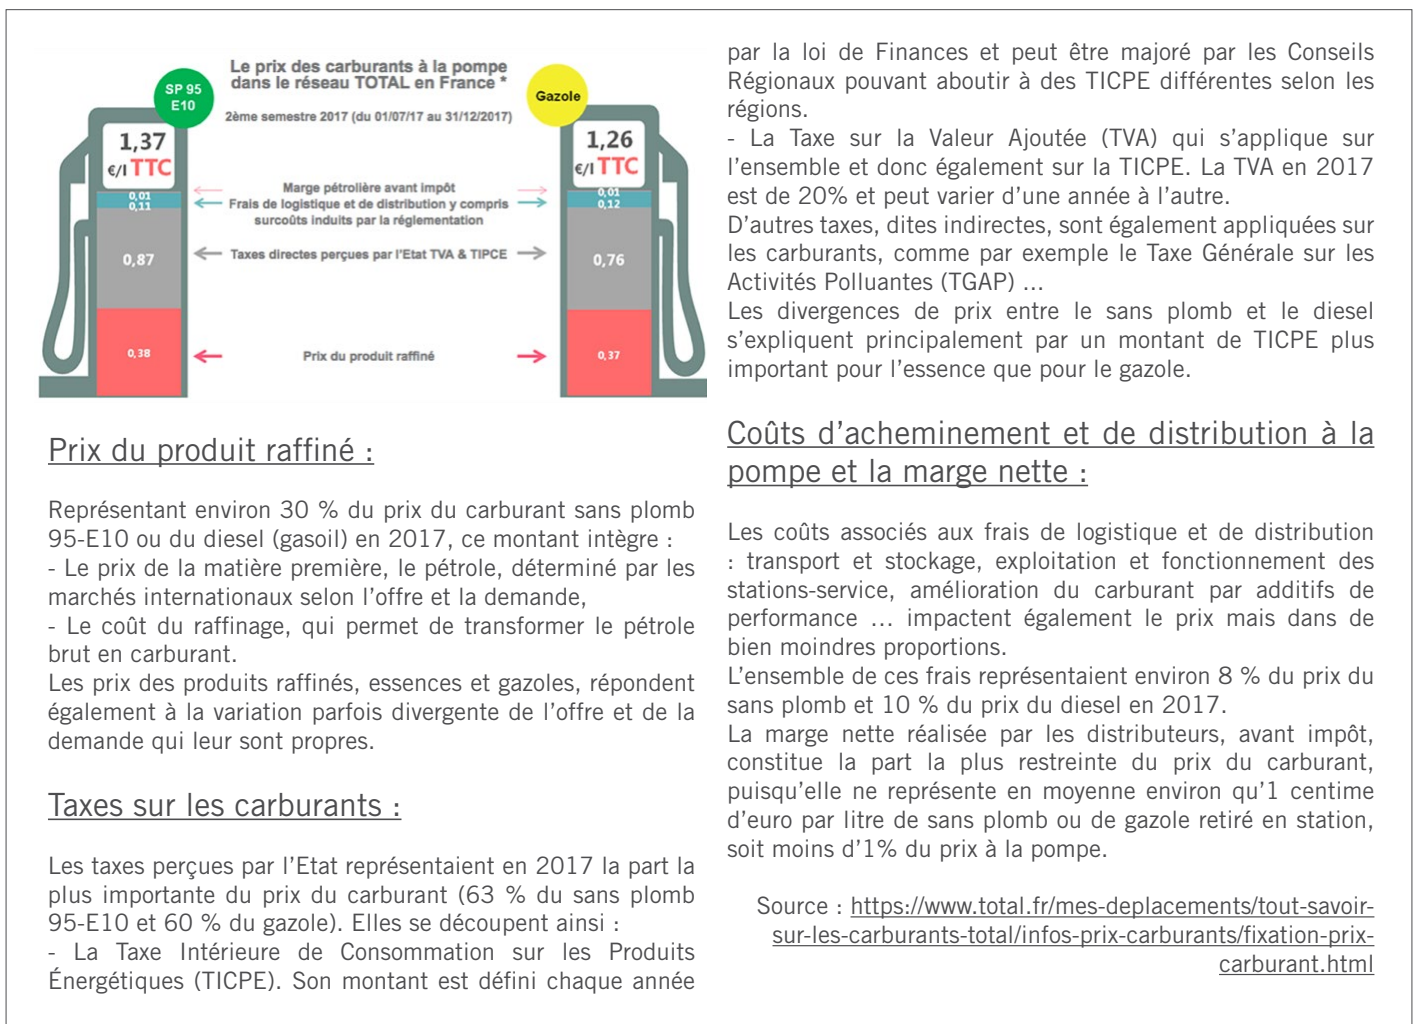 Le prix des carburants à la pompe
dans le réseau TOTAL en France *
2ème semestre 2017 (du 01/07/17 au 31/12/2017)
SP 95
E10
1,37
€/l TTC
0,01
0,11
0,87
0,38
Marge pétrolière avant impôt
Frais de logistique et de distribution y compris
surcoûts induits par la réglementation
Taxes directes perçues par l'Etat TVA & TIPCE
Prix du produit raffiné
Gazole
1,26
€/l TTC
0,01
0,12
0,76
0,37
Prix du produit raffiné :
Représentant environ 30 % du prix du carburant sans plomb
95-E10 ou du diesel (gasoil) en 2017, ce montant intègre :
- Le prix de la matière première, le pétrole, déterminé par les
marchés internationaux selon l'offre et la demande,
- Le coût du raffinage, qui permet de transformer le pétrole
brut en carburant.
Les prix des produits raffinés, essences et gazoles, répondent
également à la variation parfois divergente de l'offre et de la
demande qui leur sont propres.
Taxes sur les carburants :
Les taxes perçues par l'Etat représentaient en 2017 la part la
plus importante du prix du carburant (63 % du sans plomb
95-E10 et 60 % du gazole). Elles se découpent ainsi :
- La Taxe Intérieure de Consommation sur les Produits
Énergétiques (TICPE). Son montant est défini chaque année
par la loi de Finances et peut être majoré par les Conseils
Régionaux pouvant aboutir à des TICPE différentes selon les
régions.
- La Taxe sur la Valeur Ajoutée (TVA) qui s'applique sur
l'ensemble et donc également sur la TICPE. La TVA en 2017
est de 20% et peut varier d'une année à l'autre.
D'autres taxes, dites indirectes, sont également appliquées sur
les carburants, comme par exemple le Taxe Générale sur les
Activités Polluantes (TGAP) ...
Les divergences de prix entre le sans plomb et le diesel
s'expliquent principalement par un montant de TICPE plus
important pour l'essence que pour le gazole.
Coûts d'acheminement et de distribution à la
pompe et la marge nette :
Les coûts associés aux frais de logistique et de distribution
: transport et stockage, exploitation et fonctionnement des
stations-service, amélioration du carburant par additifs de
performance ... impactent également le prix mais dans de
bien moindres proportions.
L'ensemble de ces frais représentaient environ 8 % du prix du
sans plomb et 10 % du prix du diesel en 2017.
La marge nette réalisée par les distributeurs, avant impôt,
constitue la part la plus restreinte du prix du carburant,
puisqu'elle ne représente en moyenne environ qu'1 centime
d'euro par litre de sans plomb ou de gazole retiré en station,
soit moins d'1% du prix à la pompe.
Source : https://www.total.fr/mes-deplacements/tout-savoir-
sur-les-carburants-total/infos-prix-carburants/fixation-prix-
carburant.html